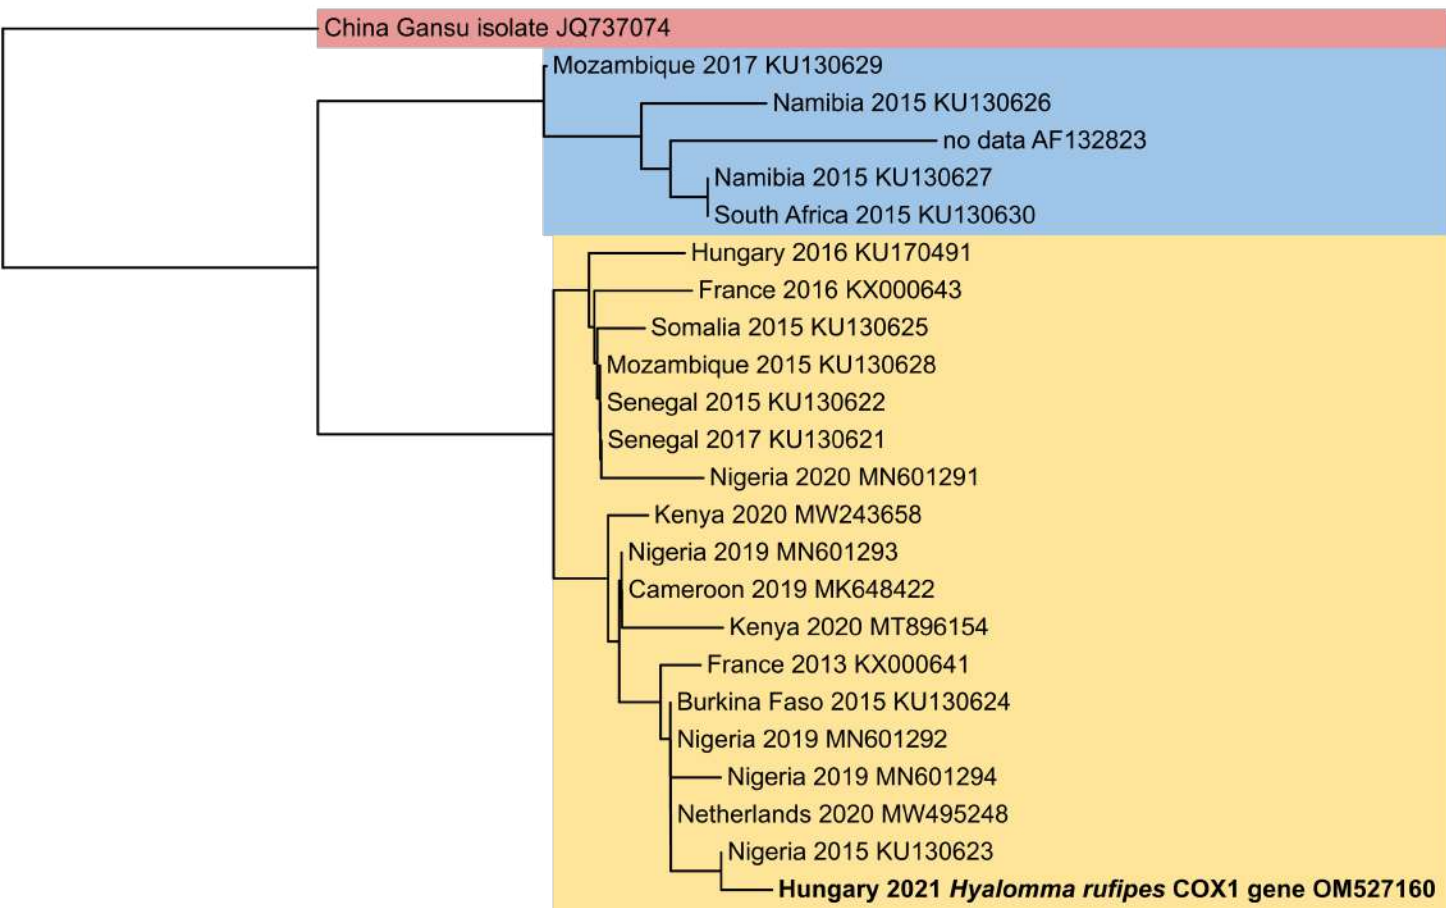 China Gansu isolate JQ737074
Mozambique 2017 KU130629
Namibia 2015 KU130626
no data AF132823
Namibia 2015 KU130627
South Africa 2015 KU130630
Hungary 2016 KU170491
France 2016 KX000643
Somalia 2015 KU130625
Mozambique 2015 KU130628
Senegal 2015 KU130622
Senegal 2017 KU130621
Nigeria 2020 MN601291
Kenya 2020 MW243658
Nigeria 2019 MN601293
Cameroon 2019 MK648422
Kenya 2020 MT896154
France 2013 KX000641
Burkina Faso 2015 KU130624
Nigeria 2019 MN601292
Nigeria 2019 MN601294
Netherlands 2020 MW495248
Nigeria 2015 KU130623
Hungary 2021 Hyalomma rufipes COX1 gene OM527160